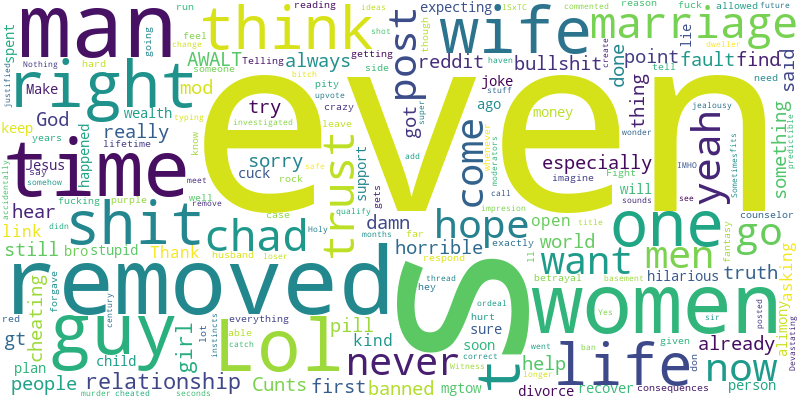 man
think
wife
marriage
expecting
15xTC
commented
reason
fuck
allowed
future
run
reading
ideas
shot
going
change
feel
getting
though
spent
AWALT
Telling
always
side
post
reddit
bullshit
find
said
lie
point
fault
right
even
justified
Nothing
hard
Make
God
wealth
mod
someone
bitch
pity
upvote
crazy
try
got
ago
joke
done
thing
tell
need
create
stuff
super
dweller
jealousy
predictible
something
money
typing
keep
years
really
happened
know
investigated
leave
time
Jesus
say
lifetime
sorry
cuck
rock
safe
support
come
especially
imagine
moderators
whenever
haven
wonder
Fight
IMHO
Sometimesfits
yeah
see
sounds
will
meet
remove
well
gets
add
call
accidentally
somehow
fucking
purple
hear
link
shit
didn
chad
case
qualify
trust
hope
impresion
open
title
one
go
counselor
still
bro
stupid
Thank
husband
Holy
loser
months
damn
far
exactly
horrible
respond
world
want
men
fantasy
truth
asking
removed
s
thread
hey
ll
betrayal
basement
hilarious
Yes
sir
posted
alimony
women
forgave
century
everything
instincts
lot
able
catch
red
gt
cheating
guy
girl
Lol
pill
kind
hurt
ordeal
sure
soon
correct
Witness
longer
went
ban
don
given
already
Devastating
plan
child
people
relationship
murder
cheated
seconds
Cunts
first
never
banned
mgtow
t
help
divorce
recover
life
consequences
now
person